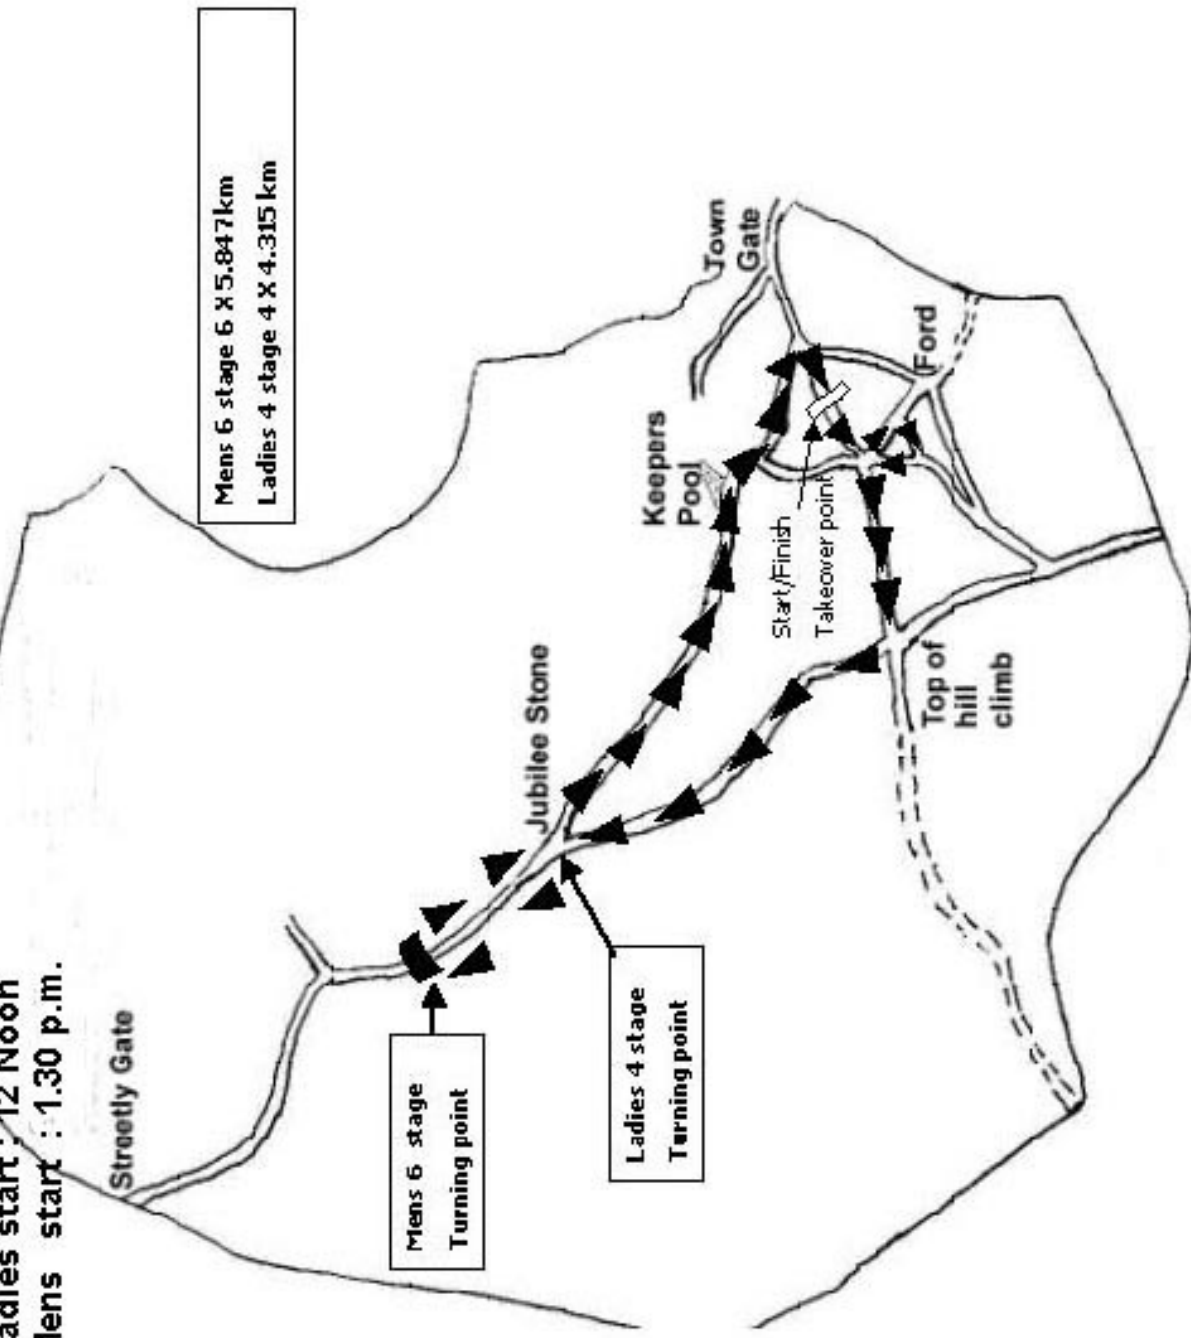 adies start : 12 Noon
lens start : 1.30 p.m.
Mens 6 stage 6 X 5.847km
Ladies 4 stage 4 X 4.315 km
Streetly Gate
Mens 6 stage
Turning point
Ladies 4 stage
Turning point
Jubilee Stone
Keepers
Pool
Start/Finish
Takeover point
Town
Gate
Ford
Top of
hill
climb